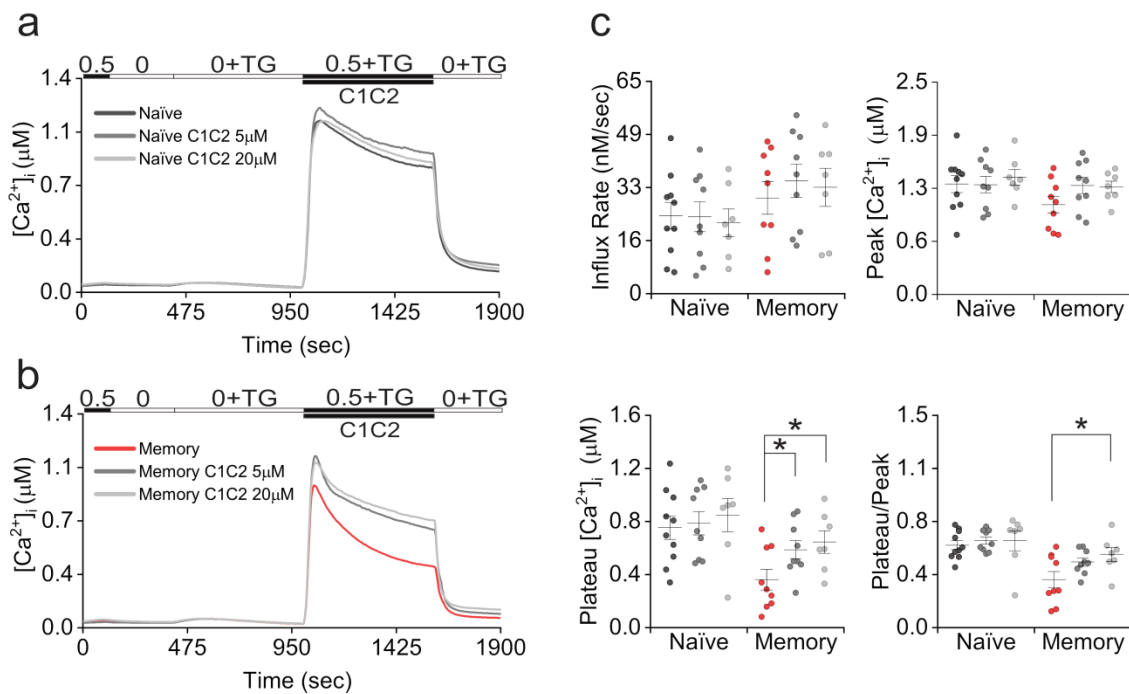 a
0.5 0 0+TG 0.5+TG 0+TG
C1C2
1.4
1.1
0.7
0.4
0.0
[Ca²⁺]ᵢ (μM)
Naïve
Naïve C1C2 5μM
Naïve C1C2 20μM
0 475 950 1425 1900
Time (sec)
b
0.5 0 0+TG 0.5+TG 0+TG
C1C2
1.4
1.1
0.7
0.4
0.0
[Ca²⁺]ᵢ (μM)
Memory
Memory C1C2 5μM
Memory C1C2 20μM
0 475 950 1425 1900
Time (sec)
c
65
49
33
16
0
Influx Rate (nM/sec)
Naïve Memory
2.5
1.9
1.3
0.6
0.0
Peak [Ca²⁺]ᵢ (μM)
Naïve Memory
1.6
1.2
0.8
0.4
0.0
Plateau [Ca²⁺]ᵢ (μM)
*
*
Naïve Memory
1.5
1.1
0.8
0.4
0.0
Plateau/Peak
*
Naïve Memory